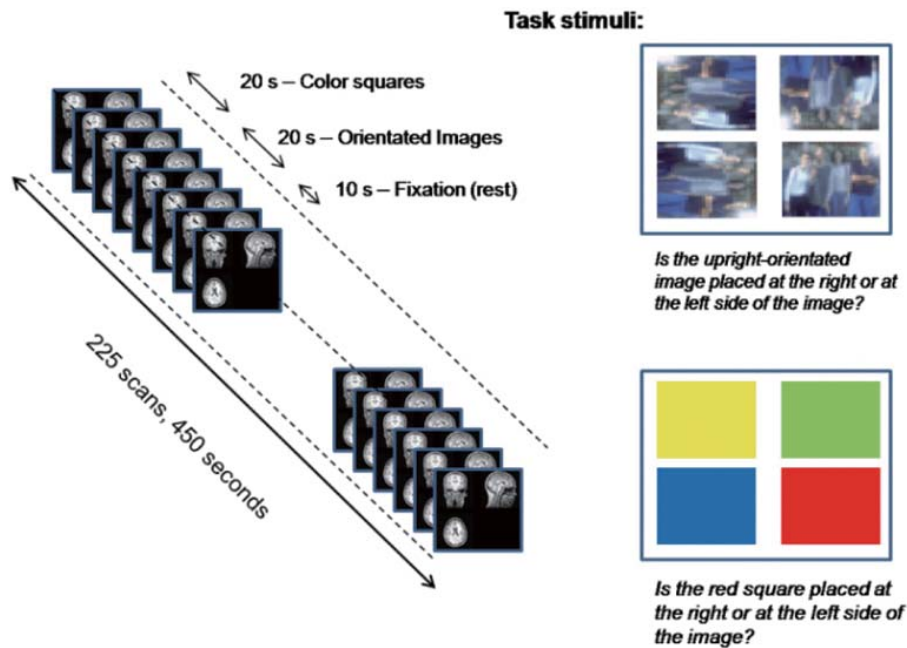 Task stimuli:
20 s – Color squares
20 s – Orientated Images
10 s – Fixation (rest)
225 scans, 450 seconds
Is the upright-orientated
image placed at the right or at
the left side of the image?
Is the red square placed at
the right or at the left side of
the image?